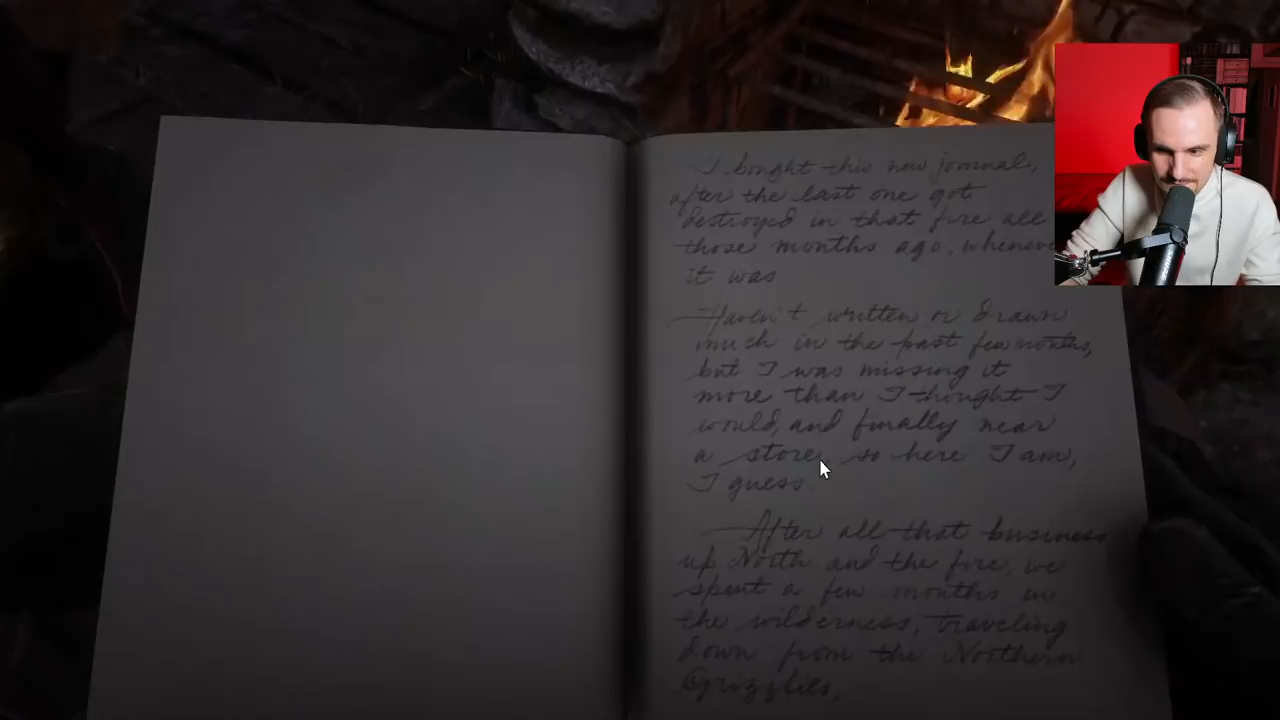 I bought this new journal,
after the last one got
destroyed in that fire all
those months ago, whenever
it was
Haven't written or drawn
much in the past few months,
but I was missing it
more than I thought I
would, and finally near
a store, so here I am,
I guess.
After all that business
up North and the fire, we
spent a few months in
the wilderness, traveling
down from the Northern
Grizzlies,